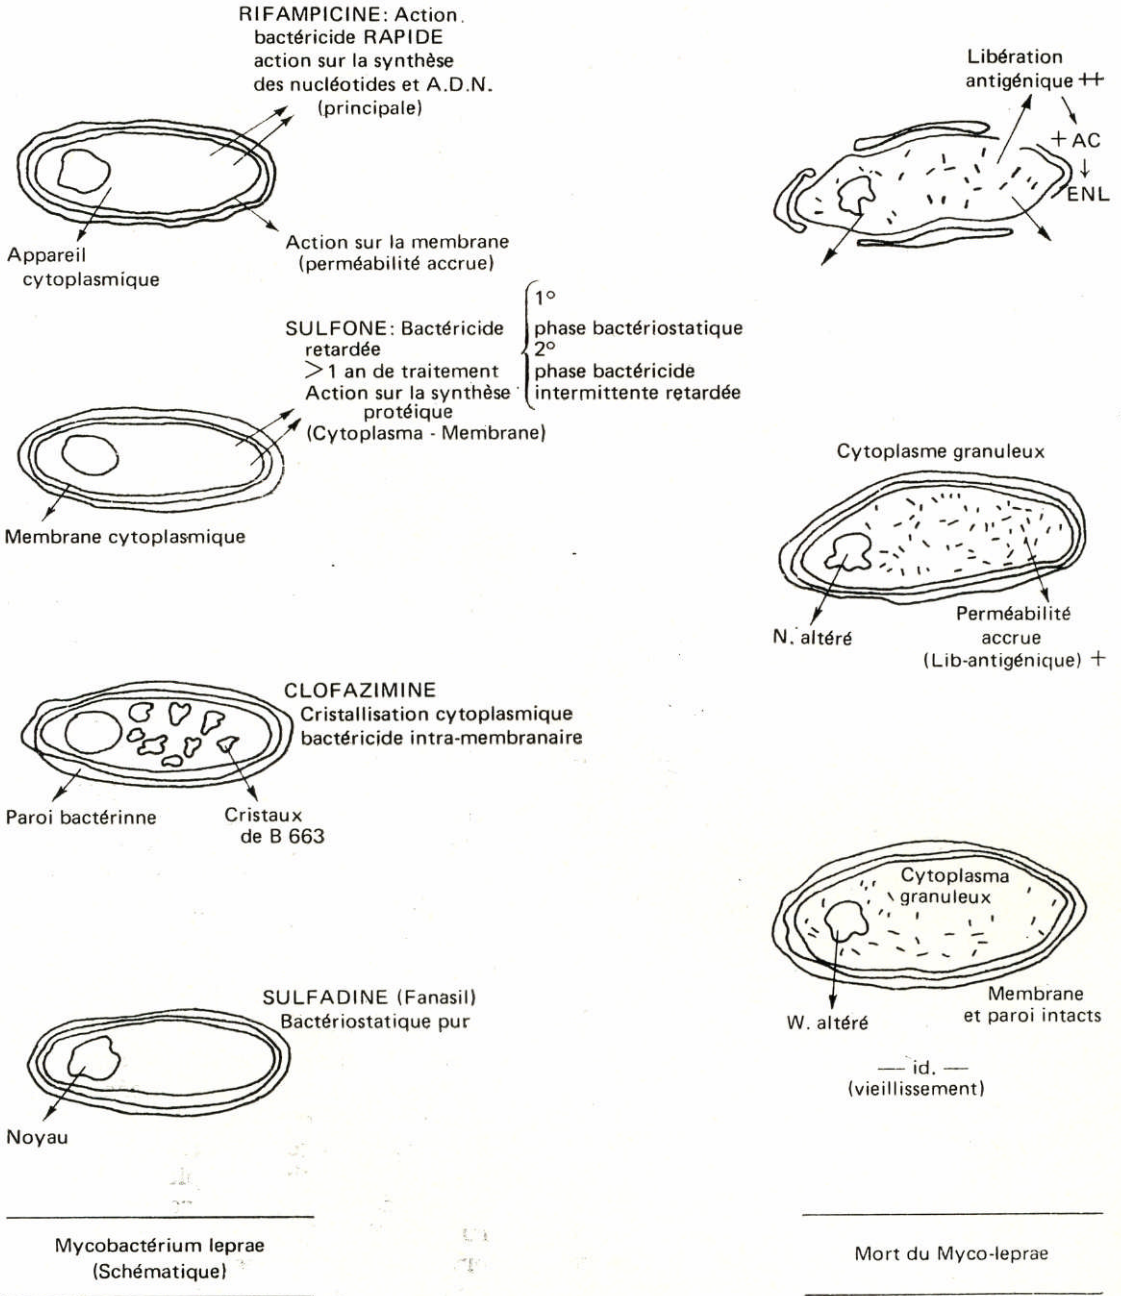 RIFAMPICINE: Action
bactéricide RAPIDE
action sur la synthèse
des nucléotides et A.D.N.
(principale)
Appareil
cytoplasmique
Action sur la membrane
(perméabilité accrue)
Libération
antigénique ++
+ AC
↓
ENL
SULFONE: Bactéricide
retardée
> 1 an de traitement
Action sur la synthèse
protéique
(Cytoplasma - Membrane)
1º
phase bactériostatique
2º
phase bactéricide
intermittente retardée
Membrane cytoplasmique
Cytoplasme granuleux
N. altéré
Perméabilité
accrue
(Lib-antigénique) +
CLOFAZIMINE
Cristallisation cytoplasmique
bactéricide intra-membranaire
Paroi bactérinne
Cristaux
de B 663
Cytoplasma
granuleux
W. altéré
Membrane
et paroi intacts
SULFADINE (Fanasil)
Bactériostatique pur
Noyau
— id. —
(vieillissement)
Mycobactérium leprae
(Schématique)
Mort du Myco-leprae